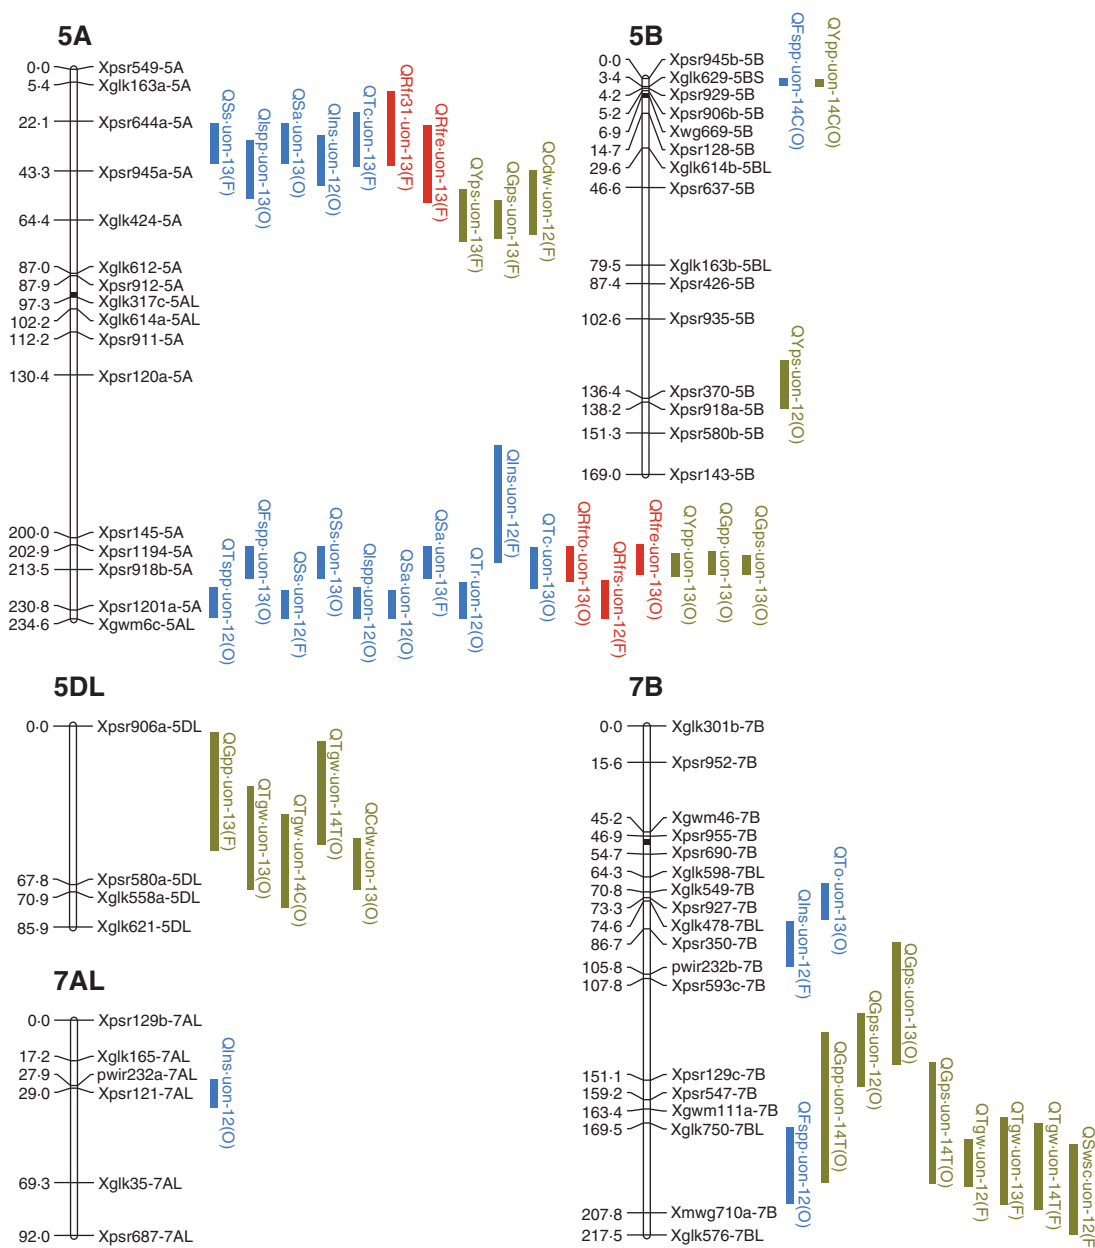 5A
0·0 Xpsr549-5A
5·4 Xglk163a-5A
22·1 Xpsr644a-5A
43·3 Xpsr945a-5A
64·4 Xglk424-5A
87·0 Xglk612-5A
87·9 Xpsr912-5A
97·3 Xglk317c-5AL
102·2 Xglk614a-5AL
112·2 Xpsr911-5A
130·4 Xpsr120a-5A
200·0 Xpsr145-5A
202·9 Xpsr1194-5A
213·5 Xpsr918b-5A
230·8 Xpsr1201a-5A
234·6 Xgwm6c-5AL
QSs·uon-13(F)
QIspp·uon-13(O)
QSa·uon-13(O)
QIns·uon-12(O)
QTc·uon-13(F)
QRfr31·uon-13(F)
QRfre·uon-13(F)
QYps·uon-13(F)
QGps·uon-13(F)
QCdw·uon-12(F)
QTspp·uon-12(O)
QFspp·uon-13(O)
QSs·uon-12(F)
QSs·uon-13(O)
QIspp·uon-12(O)
QSa·uon-12(O)
QSa·uon-13(F)
QTr·uon-12(O)
QIns·uon-12(F)
QTc·uon-13(O)
QRfrto·uon-13(O)
QRfrs·uon-12(F)
QRfre·uon-13(O)
QYpp·uon-13(O)
QGpp·uon-13(O)
QGps·uon-13(O)
5B
0·0 Xpsr945b-5B
3·4 Xglk629-5BS
4·2 Xpsr929-5B
5·2 Xpsr906b-5B
6·9 Xwg669-5B
14·7 Xpsr128-5B
29·6 Xglk614b-5BL
46·6 Xpsr637-5B
79·5 Xglk163b-5BL
87·4 Xpsr426-5B
102·6 Xpsr935-5B
136·4 Xpsr370-5B
138·2 Xpsr918a-5B
151·3 Xpsr580b-5B
169·0 Xpsr143-5B
QFspp·uon-14C(O)
QYpp·uon-14C(O)
QYps·uon-12(O)
5DL
0·0 Xpsr906a-5DL
67·8 Xpsr580a-5DL
70·9 Xglk558a-5DL
85·9 Xglk621-5DL
QGpp·uon-13(F)
QTgw·uon-13(O)
QTgw·uon-14C(O)
QTgw·uon-14T(O)
QCdw·uon-13(O)
7AL
0·0 Xpsr129b-7AL
17·2 Xglk165-7AL
27·9 pwir232a-7AL
29·0 Xpsr121-7AL
69·3 Xglk35-7AL
92·0 Xpsr687-7AL
QIns·uon-12(O)
7B
0·0 Xglk301b-7B
15·6 Xpsr952-7B
45·2 Xgwm46-7B
46·9 Xpsr955-7B
54·7 Xpsr690-7B
64·3 Xglk598-7BL
70·8 Xglk549-7B
73·3 Xpsr927-7B
74·6 Xglk478-7BL
86·7 Xpsr350-7B
105·8 pwir232b-7B
107·8 Xpsr593c-7B
151·1 Xpsr129c-7B
159·2 Xpsr547-7B
163·4 Xgwm111a-7B
169·5 Xglk750-7BL
207·8 Xmwg710a-7B
217·5 Xglk576-7BL
QIns·uon-12(F)
QTo·uon-13(O)
QFspp·uon-12(O)
QGpp·uon-14T(O)
QGps·uon-12(O)
QGps·uon-13(O)
QGps·uon-14T(O)
QTgw·uon-12(F)
QTgw·uon-13(F)
QTgw·uon-14T(F)
QSwsc·uon-12(F